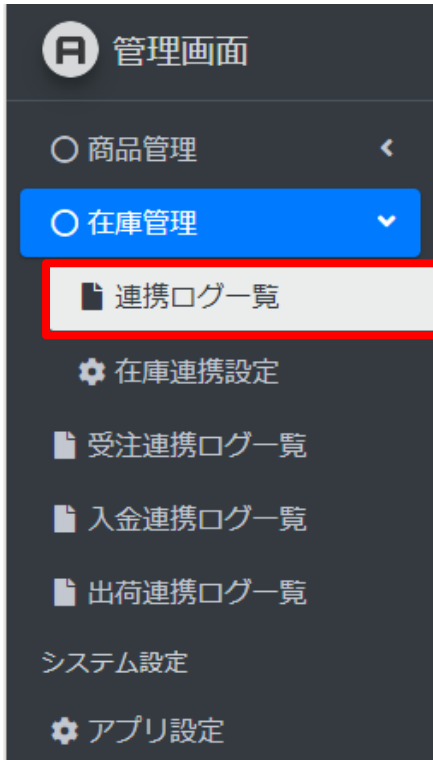 管理画面
商品管理
在庫管理
連携ログ一覧
在庫連携設定
受注連携ログ一覧
入金連携ログ一覧
出荷連携ログ一覧
システム設定
アプリ設定